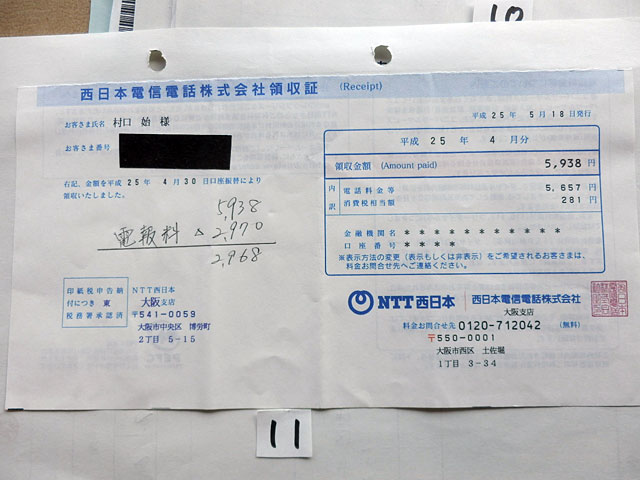 10
西日本電信電話株式会社領収証 (Receipt)
平成 25 年 5 月 18 日発行
お客さま氏名 村口 始 様
お客さま番号
右記、金額を平成 25 年 4 月 30 日口座振替により
領収いたしました。
5,938
電報料 △ 2,970
2,968
平成 25 年 4 月分
領収金額 (Amount paid) 5,938 円
内訳
電話料金等 5,657 円
消費税相当額 281 円
金融機関名 * * * * * * * * * * *
口座番号 * * * *
※表示方法の変更(表示もしくは非表示)をご希望されるお客さまは、
料金お問合せ先へご連絡ください。
印紙税申告納
付につき 東
税務署承認済
NTT西日本
大阪支店
〒541-0059
大阪市中央区 博労町
2丁目 5-15
NTT西日本
西日本電信電話株式会社
大阪支店
料金お問合せ先 0120-712042 (無料)
〒550-0001
大阪市西区 土佐堀
1丁目 3-34
11